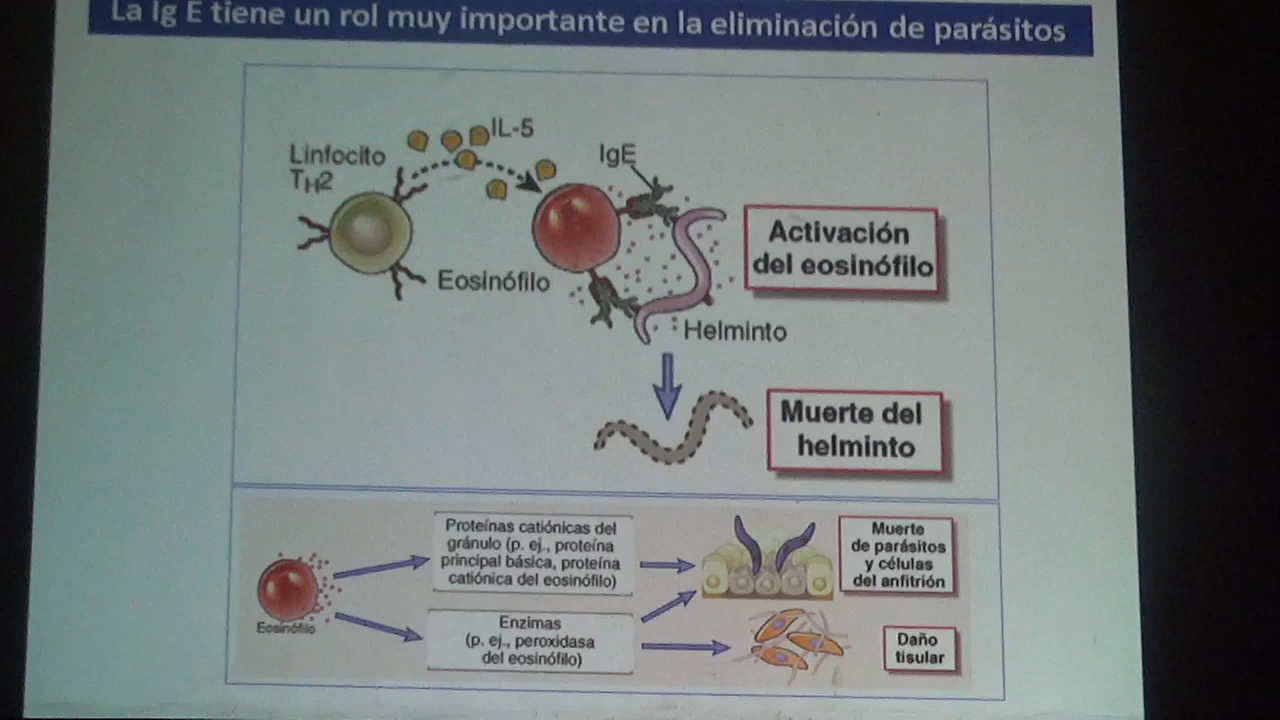 La Ig E tiene un rol muy importante en la eliminación de parásitos
IL-5
Linfocito
TH2
IgE
Eosinófilo
Activación
del eosinófilo
Helminto
Muerte del
helminto
Proteínas catiónicas del
gránulo (p. ej., proteína
principal básica, proteína
catiónica del eosinófilo)
Muerte
de parásitos
y células
del anfitrión
Eosinófilo
Enzimas
(p. ej., peroxidasa
del eosinófilo)
Daño
tisular